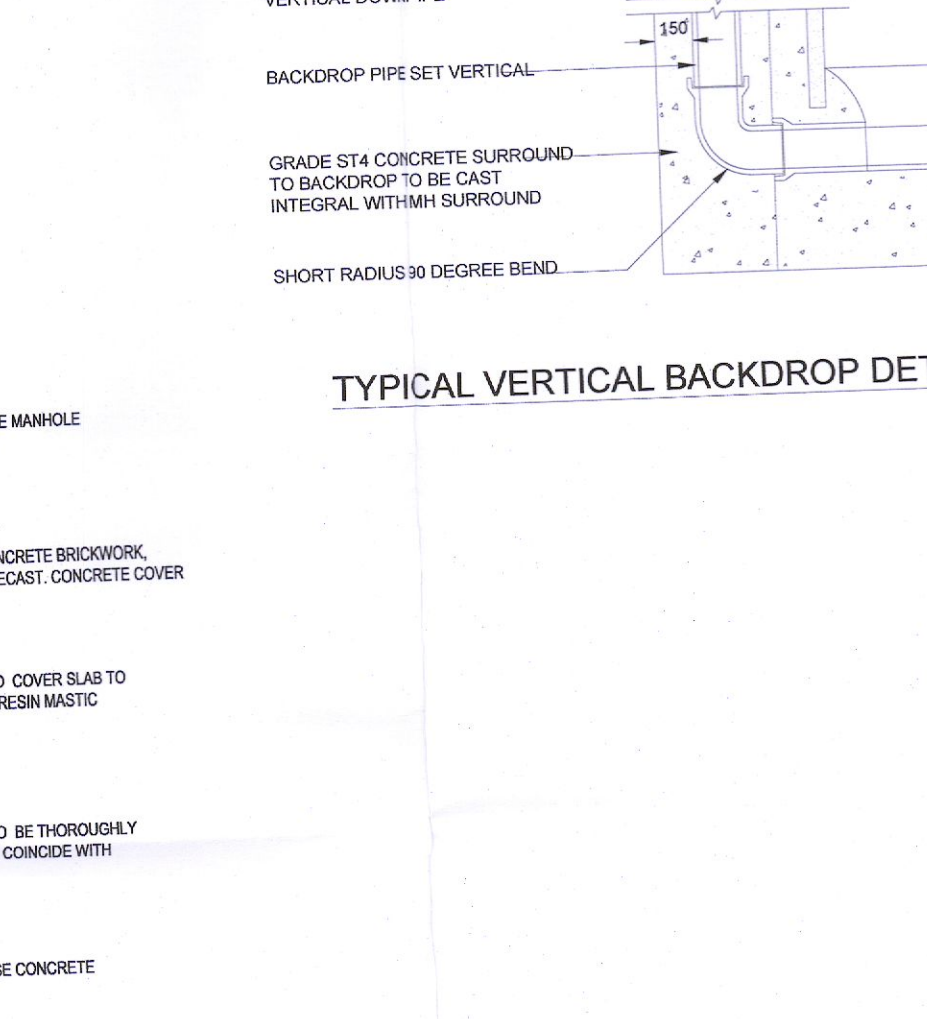 150
BACKDROP PIPE SET VERTICAL
GRADE ST4 CONCRETE SURROUND
TO BACKDROP TO BE CAST
INTEGRAL WITH MH SURROUND
SHORT RADIUS 90 DEGREE BEND
TYPICAL VERTICAL BACKDROP DET
E MANHOLE
NCRETE BRICKWORK,
ECAST. CONCRETE COVER
COVER SLAB TO
RESIN MASTIC
BE THOROUGHLY
COINCIDE WITH
SE CONCRETE